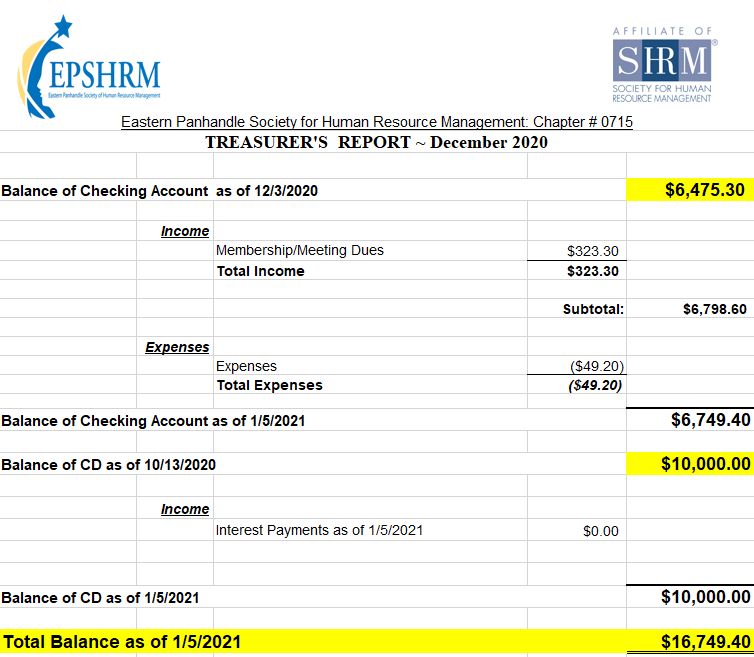 EPSHRM
Eastern Panhandle Society of Human Resource Management
AFFILIATE OF
SHRM®
SOCIETY FOR HUMAN
RESOURCE MANAGEMENT
Eastern Panhandle Society for Human Resource Management: Chapter # 0715
TREASURER'S REPORT ~ December 2020
Balance of Checking Account as of 12/3/2020 $6,475.30
Income
Membership/Meeting Dues $323.30
Total Income $323.30
Subtotal: $6,798.60
Expenses
Expenses ($49.20)
Total Expenses ($49.20)
Balance of Checking Account as of 1/5/2021 $6,749.40
Balance of CD as of 10/13/2020 $10,000.00
Income
Interest Payments as of 1/5/2021 $0.00
Balance of CD as of 1/5/2021 $10,000.00
Total Balance as of 1/5/2021 $16,749.40